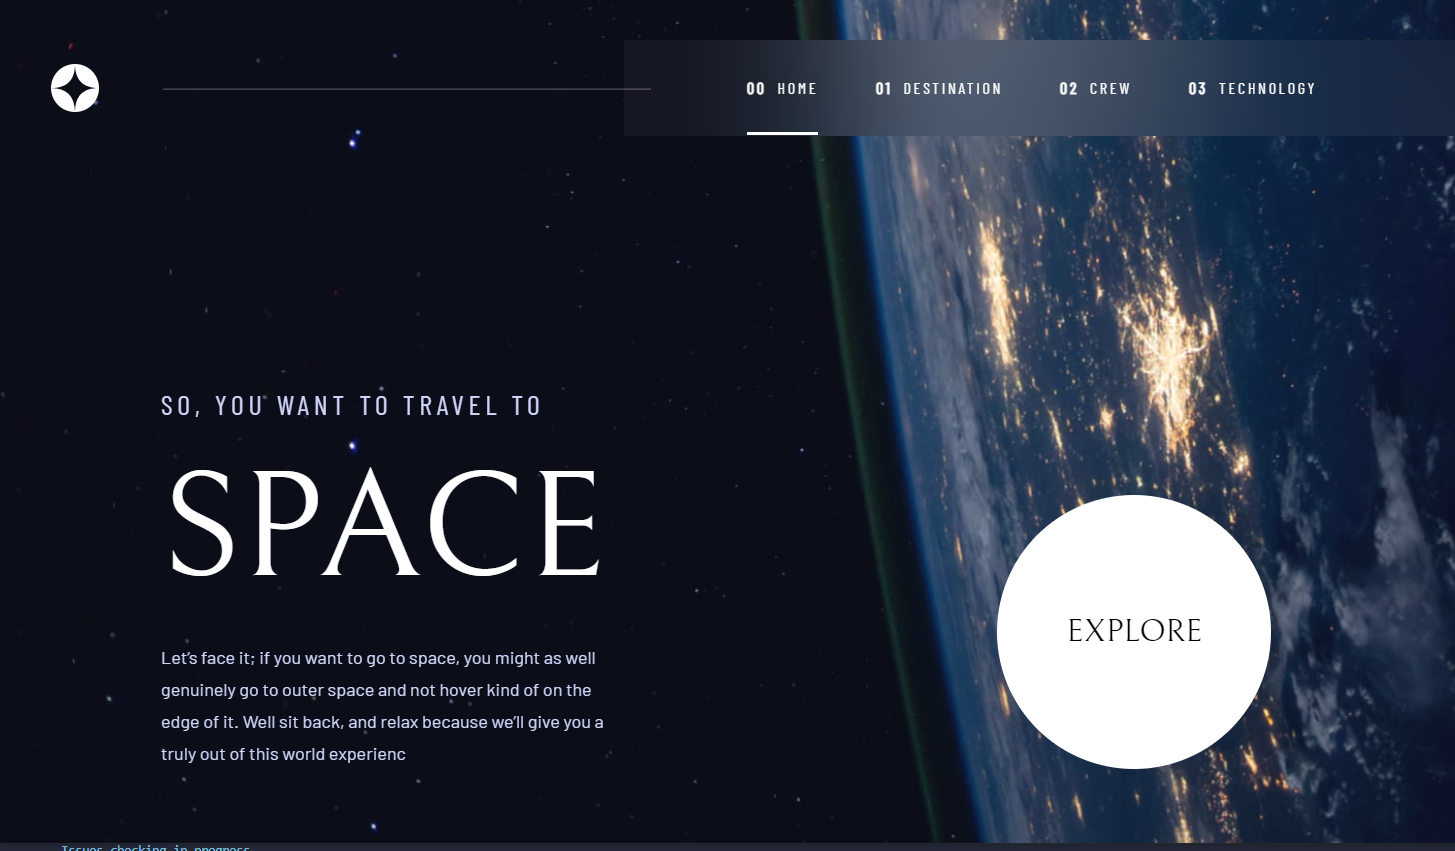 00 HOME 01 DESTINATION 02 CREW 03 TECHNOLOGY
SO, YOU WANT TO TRAVEL TO
SPACE
Let’s face it; if you want to go to space, you might as well
genuinely go to outer space and not hover kind of on the
edge of it. Well sit back, and relax because we’ll give you a
truly out of this world experienc
EXPLORE
Issues checking in progress